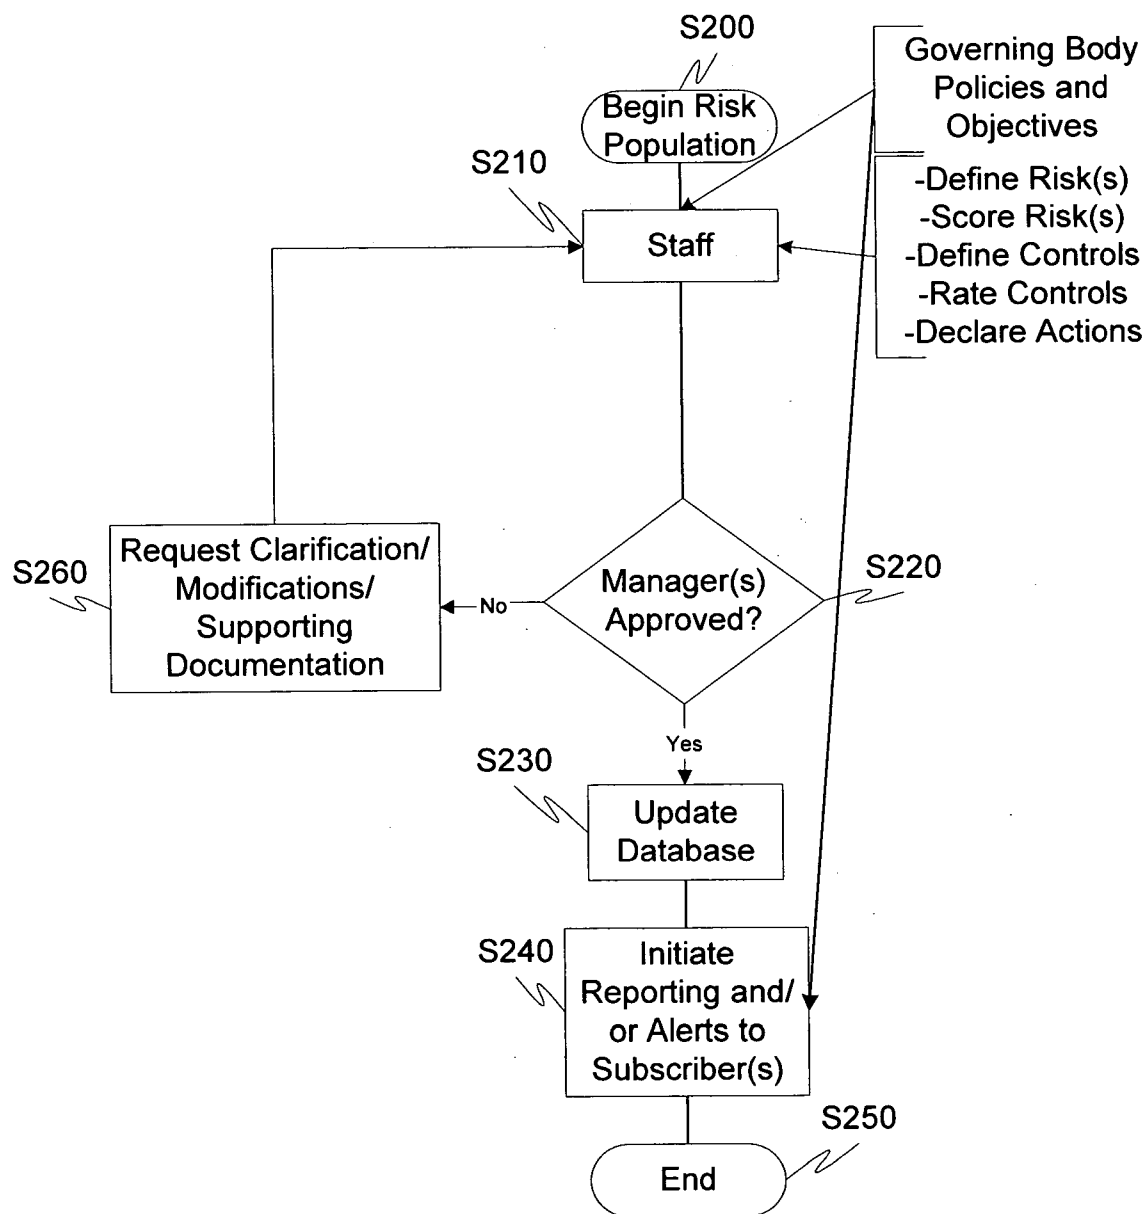 S200
Begin Risk
Population
Governing Body
Policies and
Objectives
S210
Staff
-Define Risk(s)
-Score Risk(s)
-Define Controls
-Rate Controls
-Declare Actions
S260
Request Clarification/
Modifications/
Supporting
Documentation
No
Manager(s)
Approved?
S220
Yes
S230
Update
Database
S240
Initiate
Reporting and/
or Alerts to
Subscriber(s)
S250
End